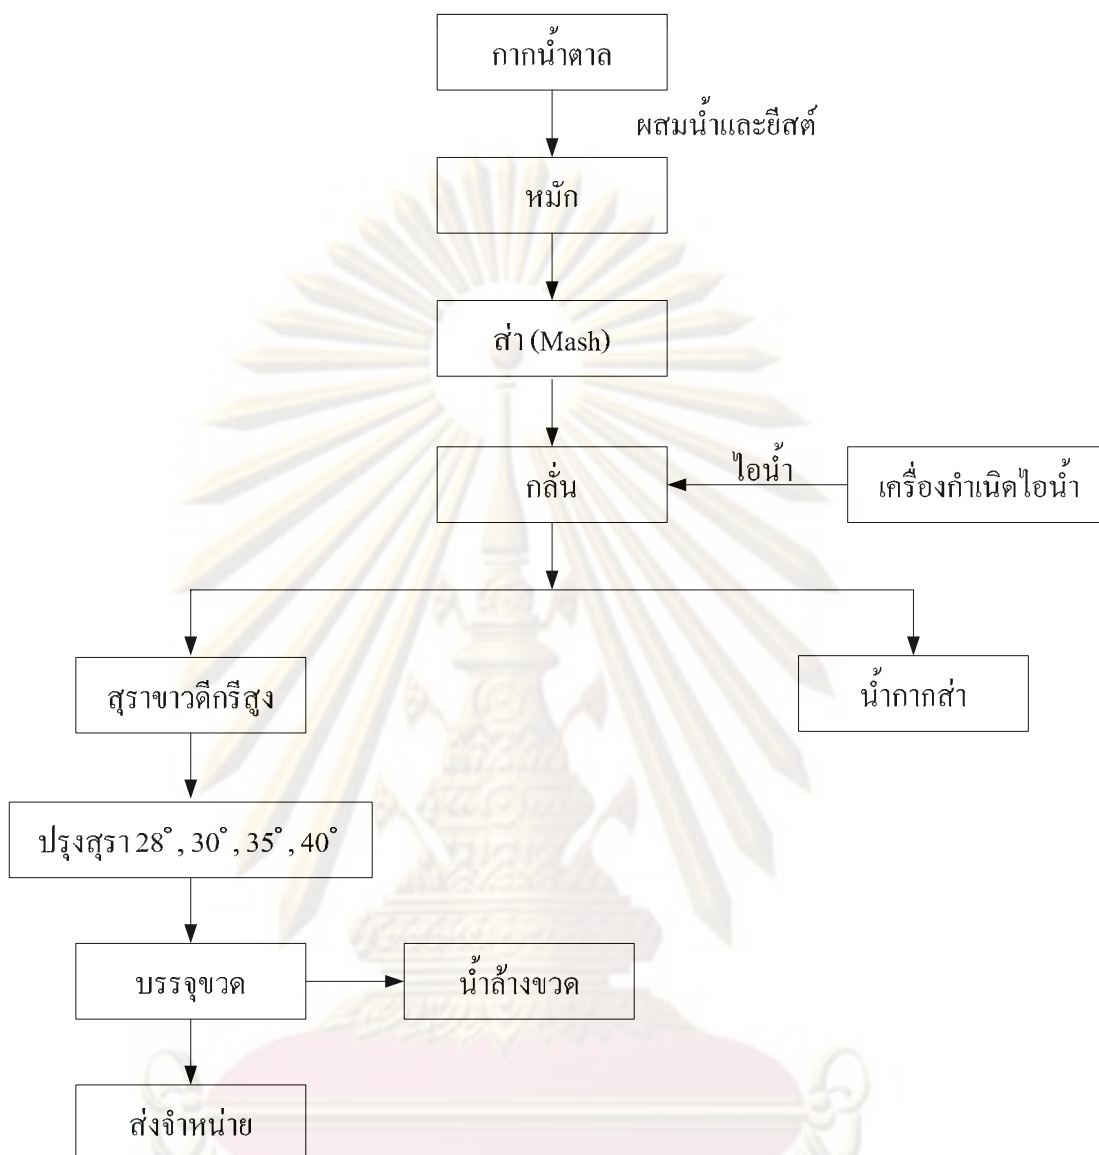 กากน้ำตาล
ผสมน้ำและยีสต์
หมัก
ส่า (Mash)
กลั่น
ไอน้ำ
เครื่องกำเนิดไอน้ำ
สุราขาวดีกรีสูง
น้ำกากส่า
ปรุงสุรา 28°, 30°, 35°, 40°
บรรจุขวด
น้ำล้างขวด
ส่งจำหน่าย